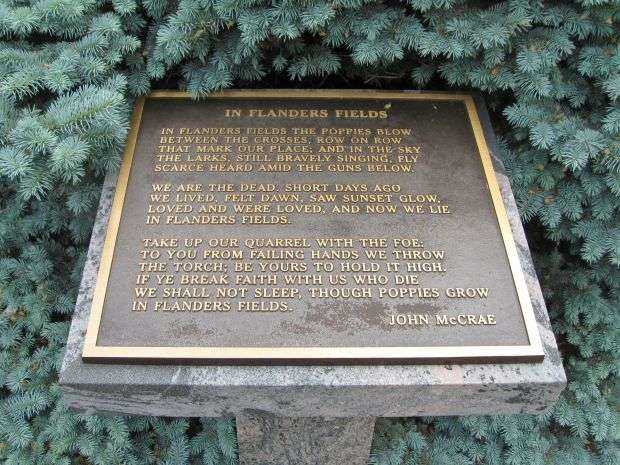 IN FLANDERS FIELDS
IN FLANDERS FIELDS THE POPPIES BLOW
BETWEEN THE CROSSES, ROW ON ROW
THAT MARK OUR PLACE; AND IN THE SKY
THE LARKS, STILL BRAVELY SINGING, FLY
SCARCE HEARD AMID THE GUNS BELOW.
WE ARE THE DEAD. SHORT DAYS AGO
WE LIVED, FELT DAWN, SAW SUNSET GLOW,
LOVED AND WERE LOVED, AND NOW WE LIE
IN FLANDERS FIELDS.
TAKE UP OUR QUARREL WITH THE FOE:
TO YOU FROM FAILING HANDS WE THROW
THE TORCH; BE YOURS TO HOLD IT HIGH.
IF YE BREAK FAITH WITH US WHO DIE
WE SHALL NOT SLEEP, THOUGH POPPIES GROW
IN FLANDERS FIELDS.
JOHN McCRAE